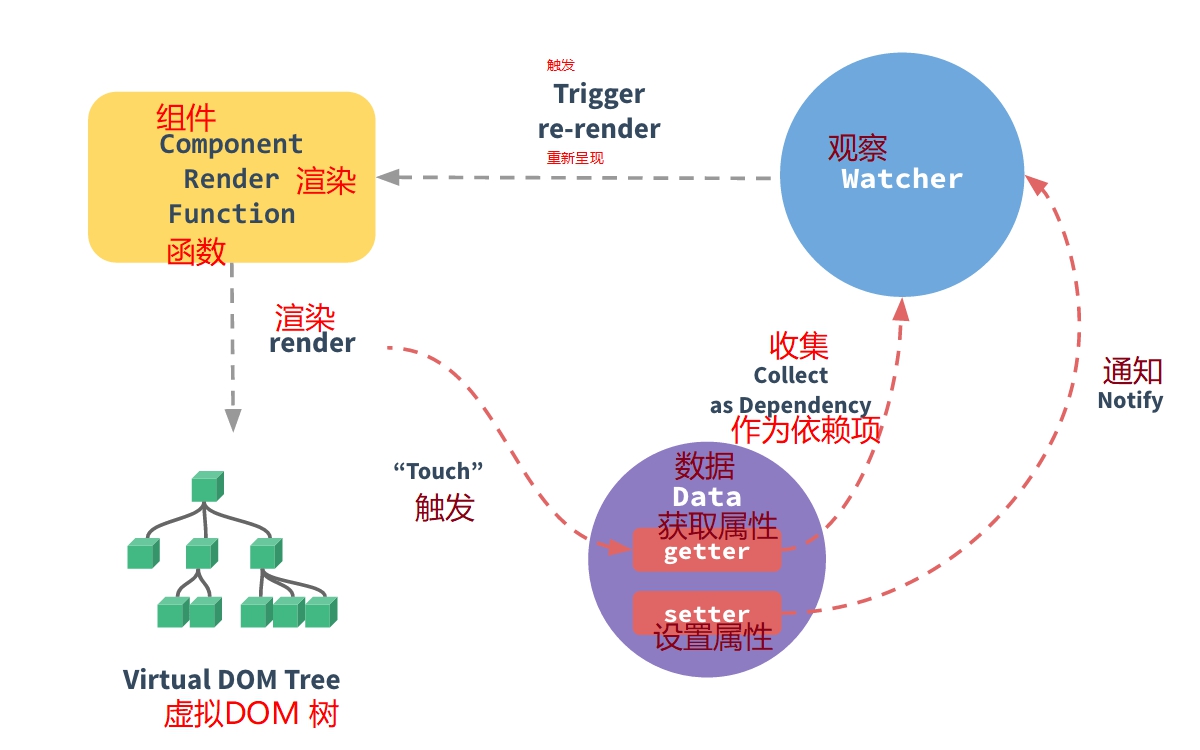 组件
Component
Render 渲染
Function
函数
触发
Trigger
re-render
重新呈现
观察
Watcher
渲染
render
“Touch”
触发
收集
Collect
as Dependency
作为依赖项
通知
Notify
数据
Data
获取属性
getter
setter
设置属性
Virtual DOM Tree
虚拟DOM 树